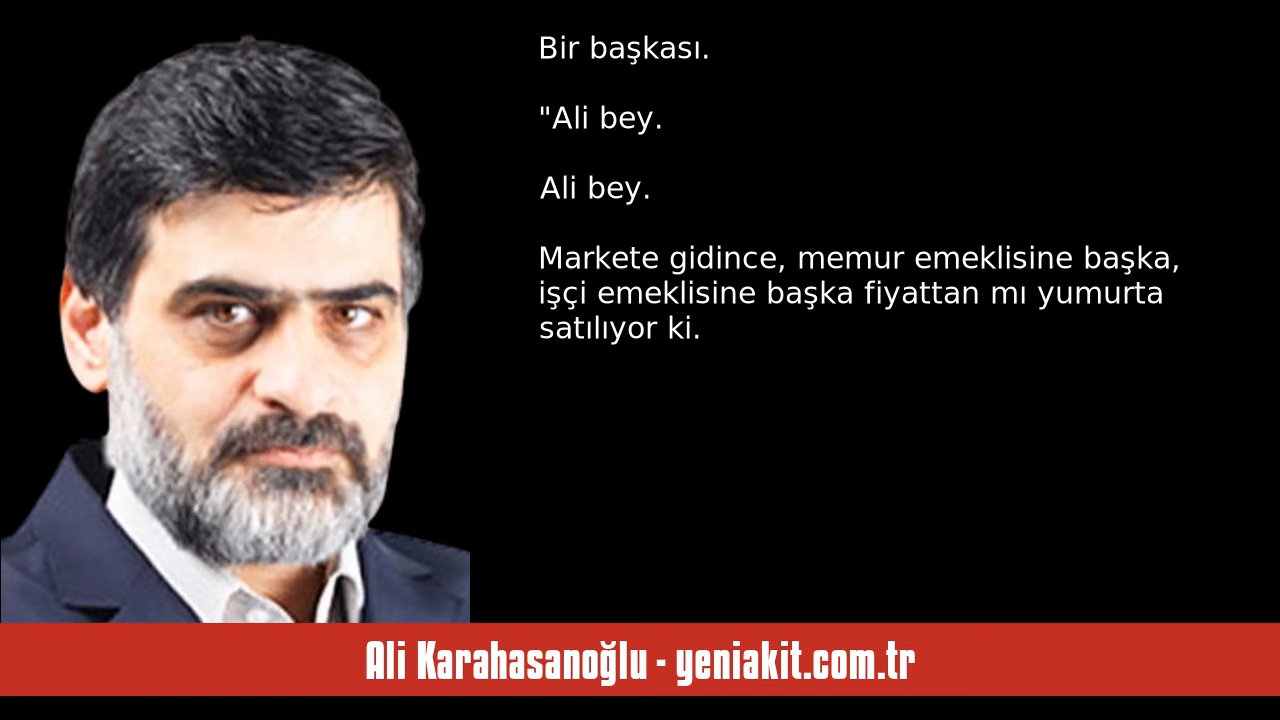 Bir başkası.
"Ali bey.
Ali bey.
Markete gidince, memur emeklisine başka,
işçi emeklisine başka fiyattan mı yumurta
satılıyor ki.
Ali Karahasanoğlu - yeniakit.com.tr